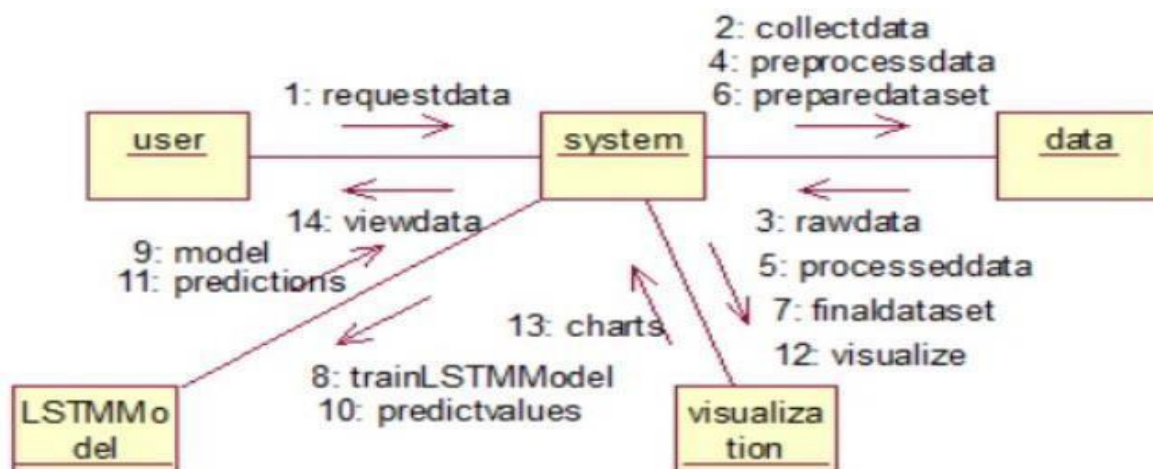 2: collectdata
4: preprocessdata
1: requestdata
6: preparedataset
user
system
data
14: viewdata
3: rawdata
9: model
11: predictions
5: processeddata
13: charts
7: finaldataset
12: visualize
8: trainLSTMModel
10: predictvalues
LSTMMo
del
visualiza
tion